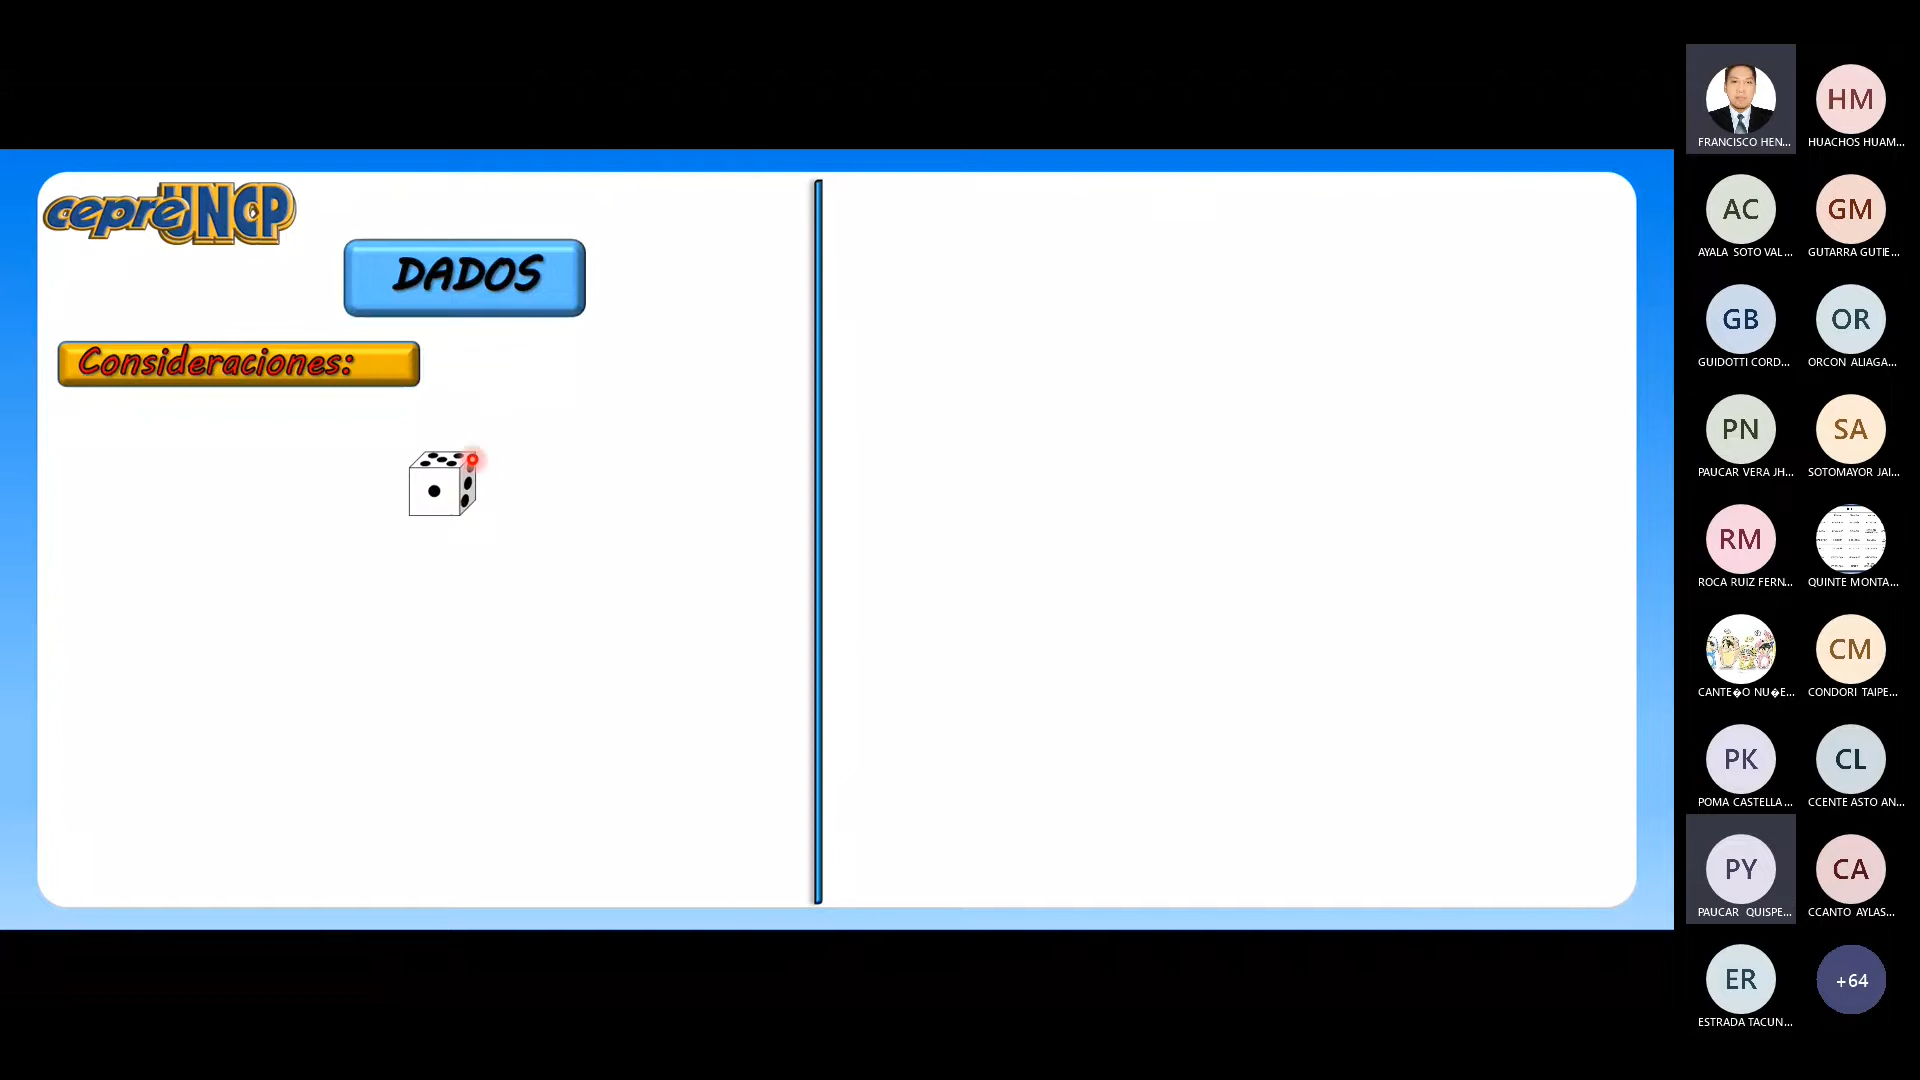 cepreUNCP
DADOS
Consideraciones:
FRANCISCO HEN...
HM
HUACHOS HUAM...
AC
AYALA SOTO VAL...
GM
GUTARRA GUTIE...
GB
GUIDOTTI CORD...
OR
ORCON ALIAGA...
PN
PAUCAR VERA JH...
SA
SOTOMAYOR JAI...
RM
ROCA RUIZ FERN...
QUINTE MONTA...
CANTE�O NU�E...
CM
CONDORI TAIPE...
PK
POMA CASTELLA...
CL
CCENTE ASTO AN...
PY
PAUCAR QUISPE...
CA
CCANTO AYLAS...
ER
ESTRADA TACUN...
+64